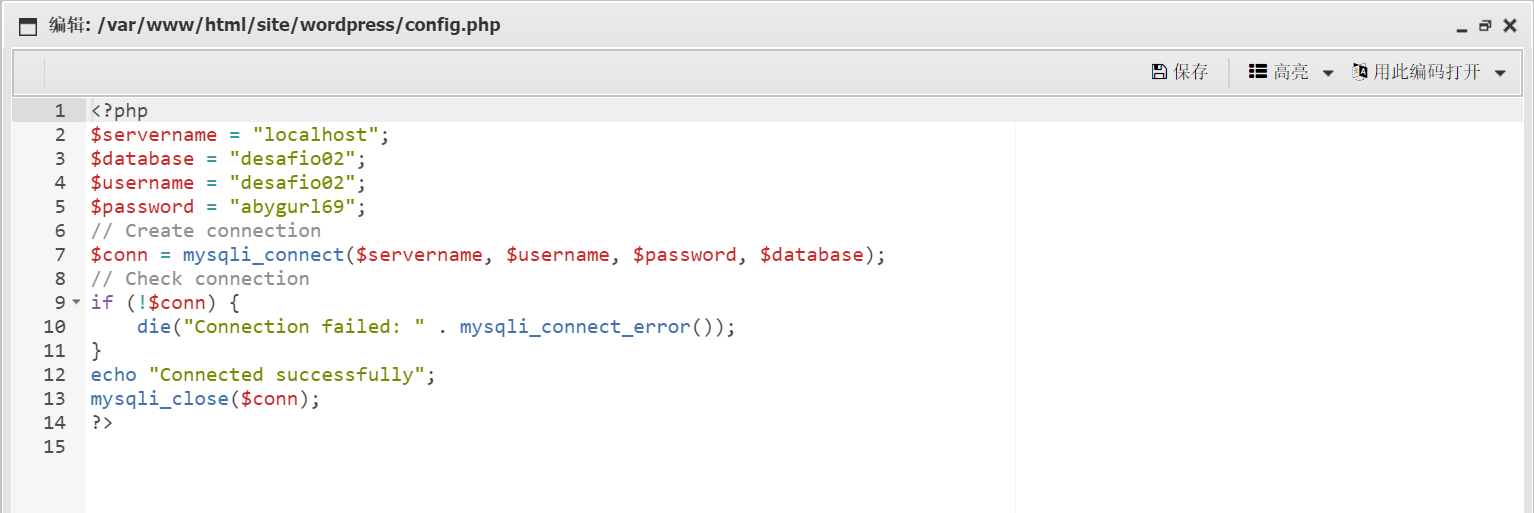 编辑: /var/www/html/site/wordpress/config.php
保存 高亮 用此编码打开
1 <?php
2 $servername = "localhost";
3 $database = "desafio02";
4 $username = "desafio02";
5 $password = "abygurl69";
6 // Create connection
7 $conn = mysqli_connect($servername, $username, $password, $database);
8 // Check connection
9 if (!$conn) {
10     die("Connection failed: " . mysqli_connect_error());
11 }
12 echo "Connected successfully";
13 mysqli_close($conn);
14 ?>
15